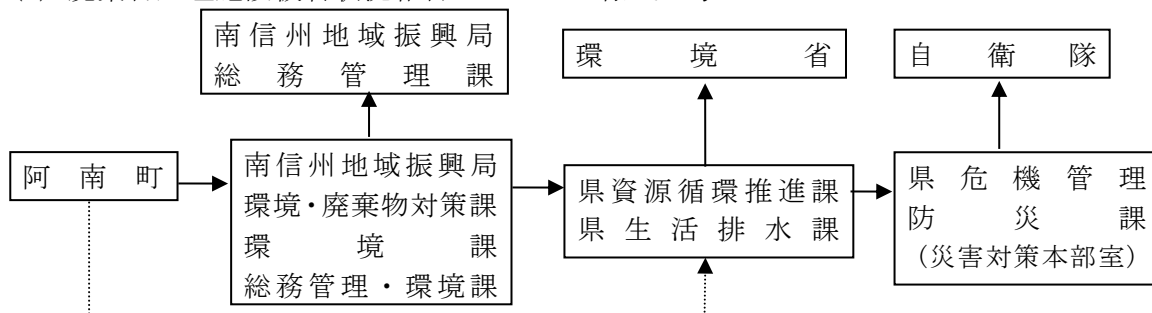 南信州地域振興局
総務管理課
環境省
自衛隊
阿南町
南信州地域振興局
環境・廃棄物対策課
環境課
総務管理・環境課
県資源循環推進課
県生活排水課
県危機管理
防災課
（災害対策本部室）